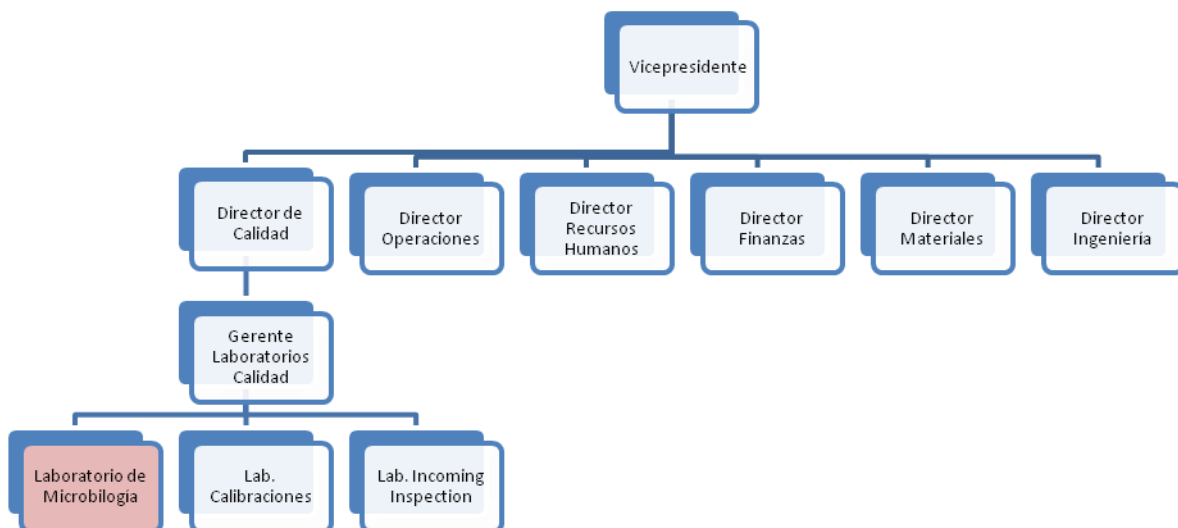 Vicepresidente
Director de
Calidad
Director
Operaciones
Director
Recursos
Humanos
Director
Finanzas
Director
Materiales
Director
Ingeniería
Gerente
Laboratorios
Calidad
Laboratorio de
Microbilogía
Lab.
Calibraciones
Lab. Incoming
Inspection